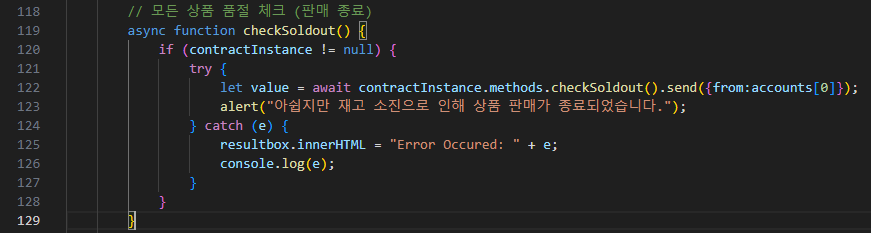 118 // 모든 상품 품절 체크 (판매 종료)
119 async function checkSoldout() {
120 if (contractInstance != null) {
121 try {
122 let value = await contractInstance.methods.checkSoldout().send({from:accounts[0]});
123 alert("아쉽지만 재고 소진으로 인해 상품 판매가 종료되었습니다.");
124 } catch (e) {
125 resultbox.innerHTML = "Error Occured: " + e;
126 console.log(e);
127 }
128 }
129 }